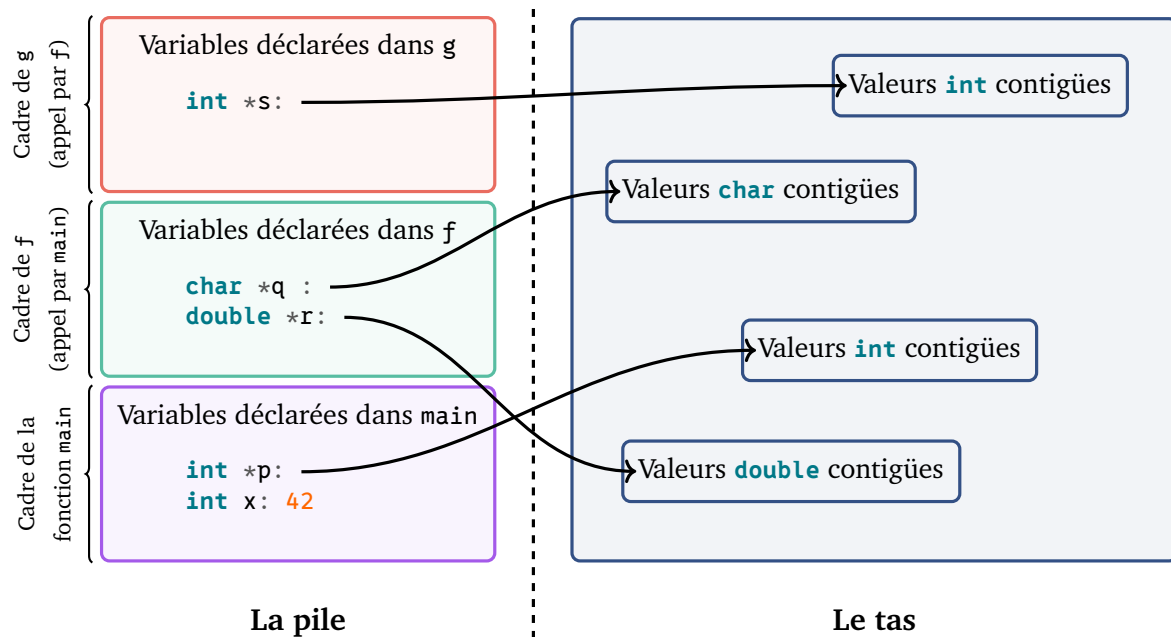 Cadre de g
(appel par f)
Variables déclarées dans g
int *s:
Cadre de f
(appel par main)
Variables déclarées dans f
char *q :
double *r:
Cadre de la
fonction main
Variables déclarées dans main
int *p:
int x: 42
La pile
Valeurs int contigües
Valeurs char contigües
Valeurs int contigües
Valeurs double contigües
Le tas